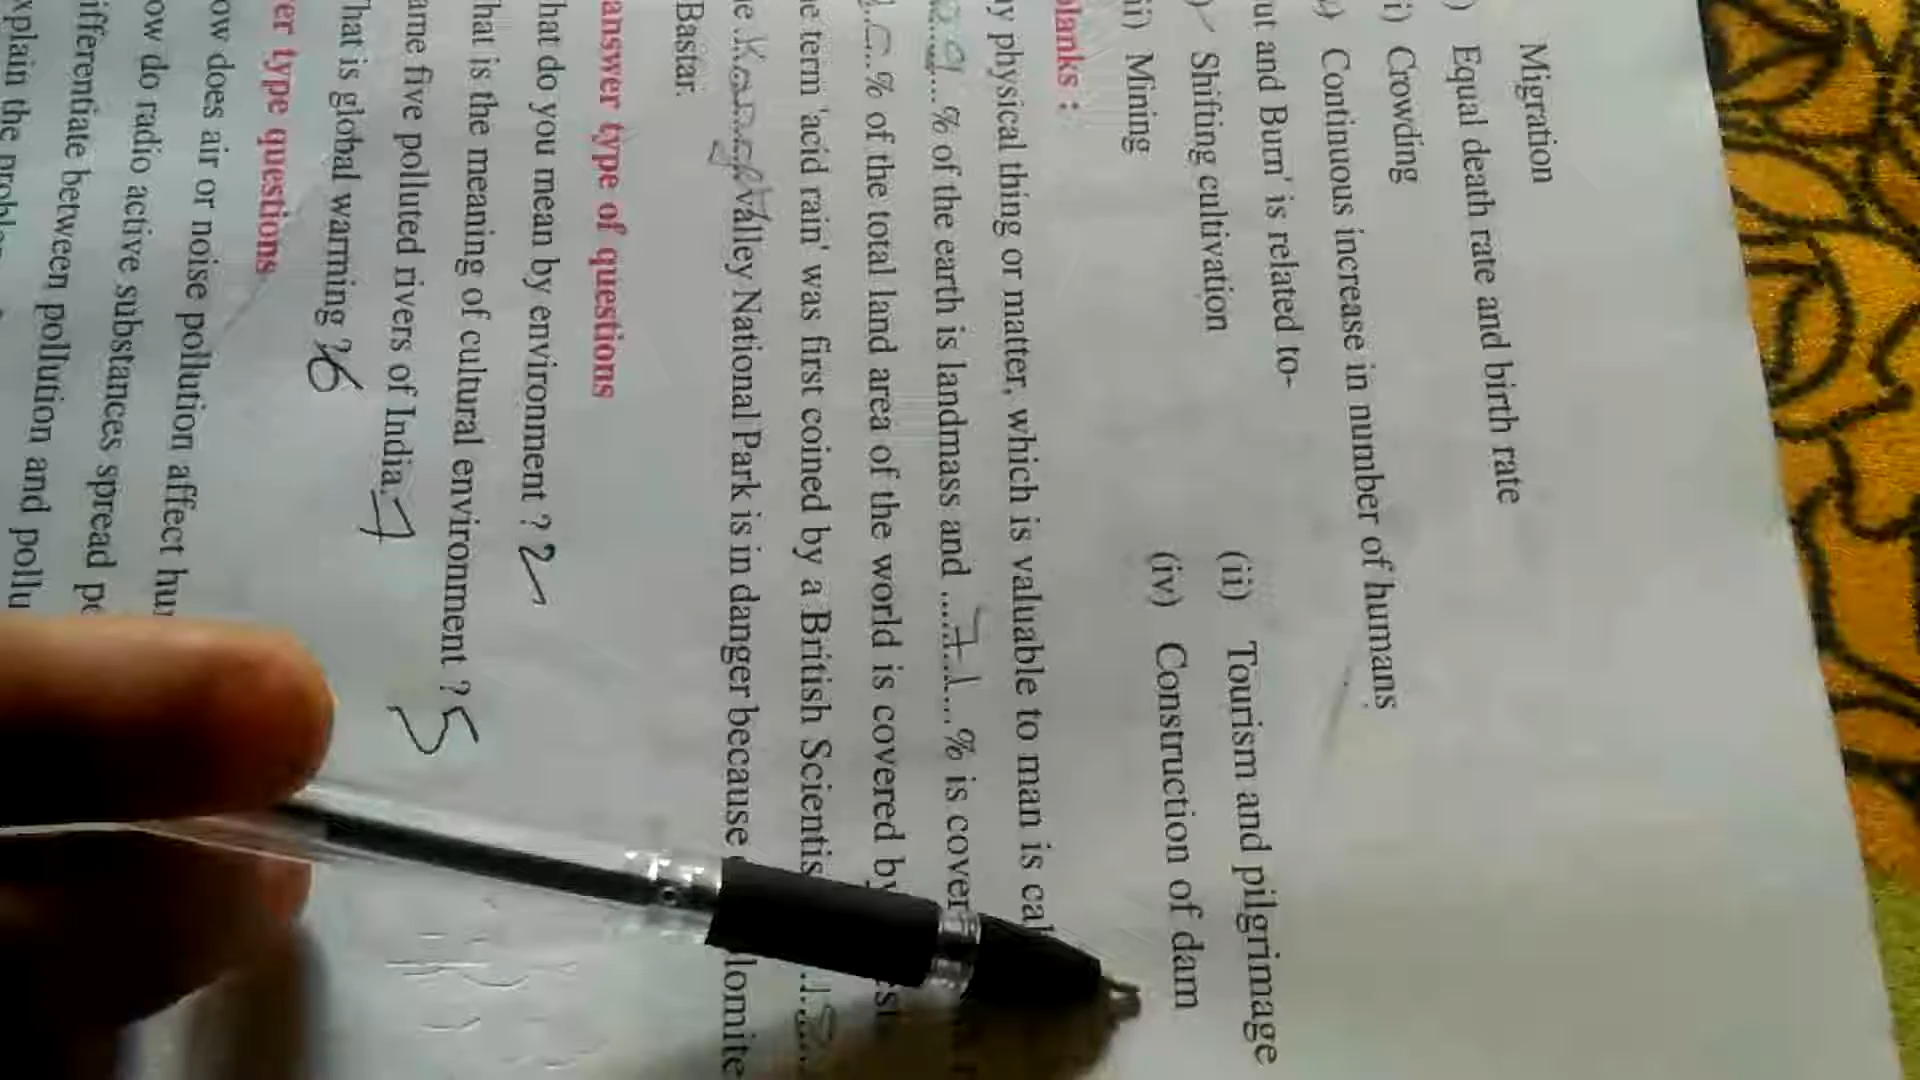 Migration
Equal death rate and birth rate
i) Crowding
Continuous increase in number of humans
ut and Burn' is related to-
Shifting cultivation (ii) Tourism and pilgrimage
ii) Mining (iv) Construction of dam
blanks :
ny physical thing or matter, which is valuable to man is cal
29 % of the earth is landmass and 71 % is cover
% of the total land area of the world is covered by
e term 'acid rain' was first coined by a British Scientis
Valley National Park is in danger because lomite
Bastar.
answer type of questions
hat do you mean by environment ? 2
hat is the meaning of cultural environment ? 5
ame five polluted rivers of India. 7
hat is global warming ? 6
er type questions
ow does air or noise pollution affect hu
ow do radio active substances spread po
ifferentiate between pollution and pollu
xplain the proble